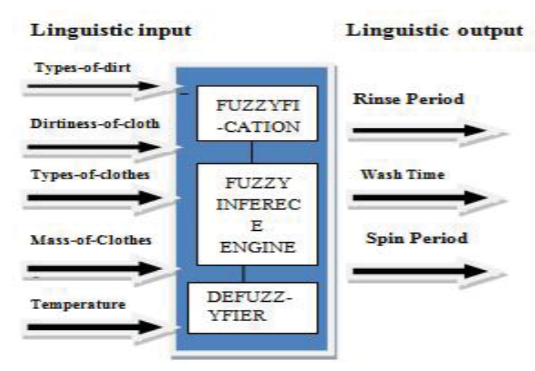 Linguistic input
Linguistic output
Types-of-dirt
Dirtiness-of-cloth
Types-of-clothes
Mass-of-Clothes
Temperature
FUZZYFI
-CATION
FUZZY
INFEREC
E
ENGINE
DEFUZZ-
YFIER
Rinse Period
Wash Time
Spin Period